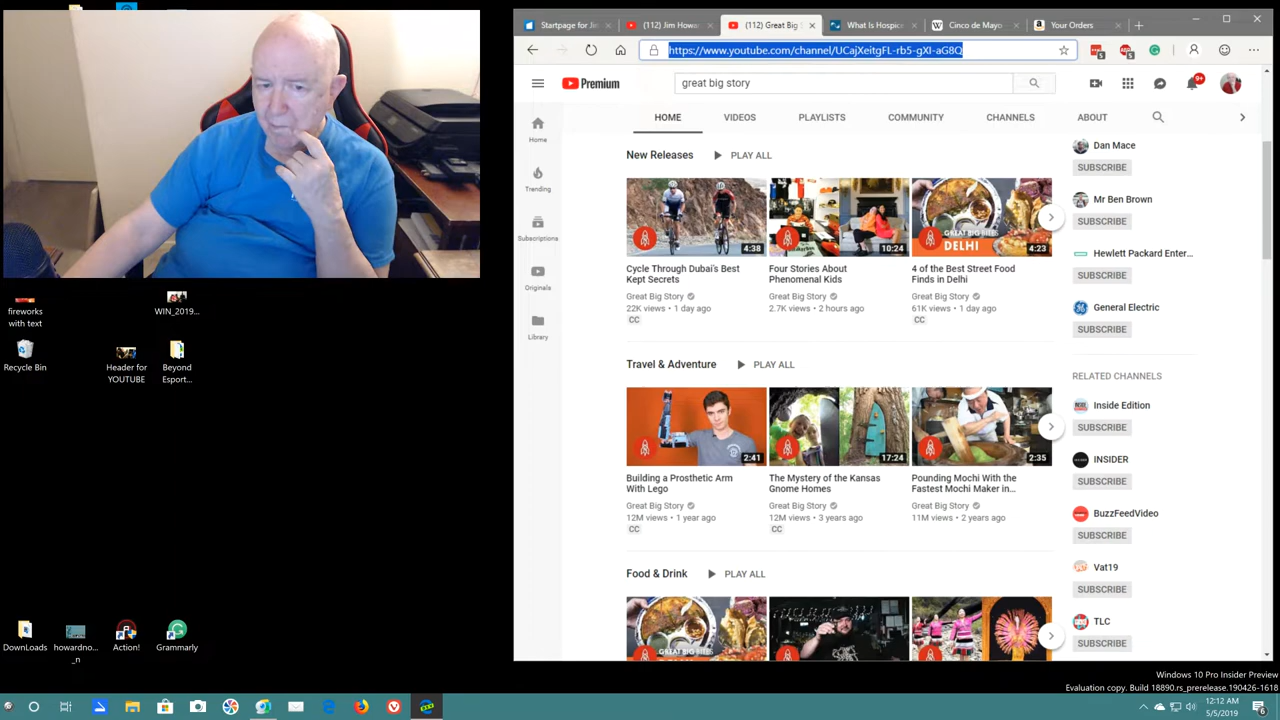 Startpage for Jim
(112) Jim Howar
(112) Great Big S
What Is Hospice
Cinco de Mayo
Your Orders
https://www.youtube.com/channel/UCajXeitgFL-rb5-gXI-aG8Q
Premium
great big story
9+
HOME
VIDEOS
PLAYLISTS
COMMUNITY
CHANNELS
ABOUT
Home
Trending
Subscriptions
Originals
Library
New Releases
PLAY ALL
4:38
10:24
GREAT BIG BITES
DELHI
4:23
Cycle Through Dubai's Best
Kept Secrets
Great Big Story
22K views • 1 day ago
CC
Four Stories About
Phenomenal Kids
Great Big Story
2.7K views • 2 hours ago
4 of the Best Street Food
Finds in Delhi
Great Big Story
61K views • 1 day ago
CC
Travel & Adventure
PLAY ALL
2:41
17:24
2:35
Building a Prosthetic Arm
With Lego
Great Big Story
12M views • 1 year ago
CC
The Mystery of the Kansas
Gnome Homes
Great Big Story
12M views • 3 years ago
CC
Pounding Mochi With the
Fastest Mochi Maker in...
Great Big Story
11M views • 2 years ago
Food & Drink
PLAY ALL
GREAT BIG BITES
Dan Mace
SUBSCRIBE
Mr Ben Brown
SUBSCRIBE
Hewlett Packard Enter...
SUBSCRIBE
General Electric
SUBSCRIBE
RELATED CHANNELS
Inside Edition
SUBSCRIBE
INSIDER
SUBSCRIBE
BuzzFeedVideo
SUBSCRIBE
Vat19
SUBSCRIBE
TLC
SUBSCRIBE
fireworks
with text
WIN_2019...
Recycle Bin
Header for
YOUTUBE
Beyond
Esport...
DownLoads
howardno...
_n
Action!
Grammarly
Windows 10 Pro Insider Preview
Evaluation copy. Build 18890.rs_prerelease.190426-1618
12:12 AM
5/5/2019
6